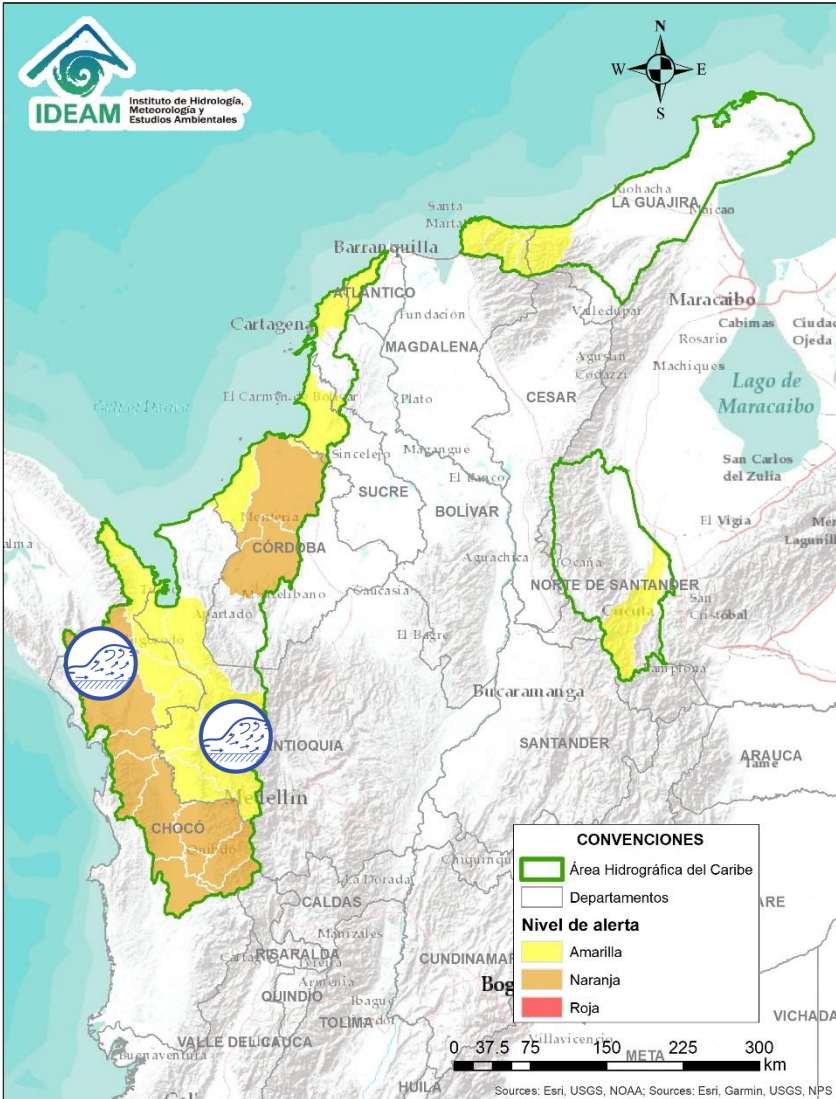 IDEAM
Instituto de Hidrología,
Meteorología y
Estudios Ambientales
N
W
E
S
Riohacha
LA GUAJIRA
Maicao
Santa
Marta
Barranquilla
ATLÁNTICO
Maracaibo
Cartagena
Fundación
Valledupar
Cabimas
Ciudad
Ojeda
Rosario
MAGDALENA
Machiques
Agustín
Codazzi
Lago de
Maracaibo
El Carmen de Bolívar
Plato
CESAR
Sincelejo
Magangué
San Carlos
del Zulia
El Banco
SUCRE
Montería
BOLÍVAR
El Vigía
CÓRDOBA
Aguachica
Ocaña
NORTE DE SANTANDER
Montelíbano
Caucasia
San
Cristóbal
Apartado
Cúcuta
El Bagre
Pamplona
Bucaramanga
ANTIOQUIA
SANTANDER
ARAUCA
Tame
Medellín
CHOCÓ
Quibdó
La Dorada
CALDAS
Manizales
RISARALDA
Pereira
CUNDINAMAR
Armenia
Ibagué
QUINDÍO
TOLIMA
VICHADA
VALLE DEL CAUCA
Villavicencio
META
Buenaventura
HUILA
CONVENCIONES
Área Hidrográfica del Caribe
Departamentos
Nivel de alerta
Amarilla
Naranja
Roja
0 37.5 75 150 225 300
km
Sources: Esri, USGS, NOAA; Sources: Esri, Garmin, USGS, NPS